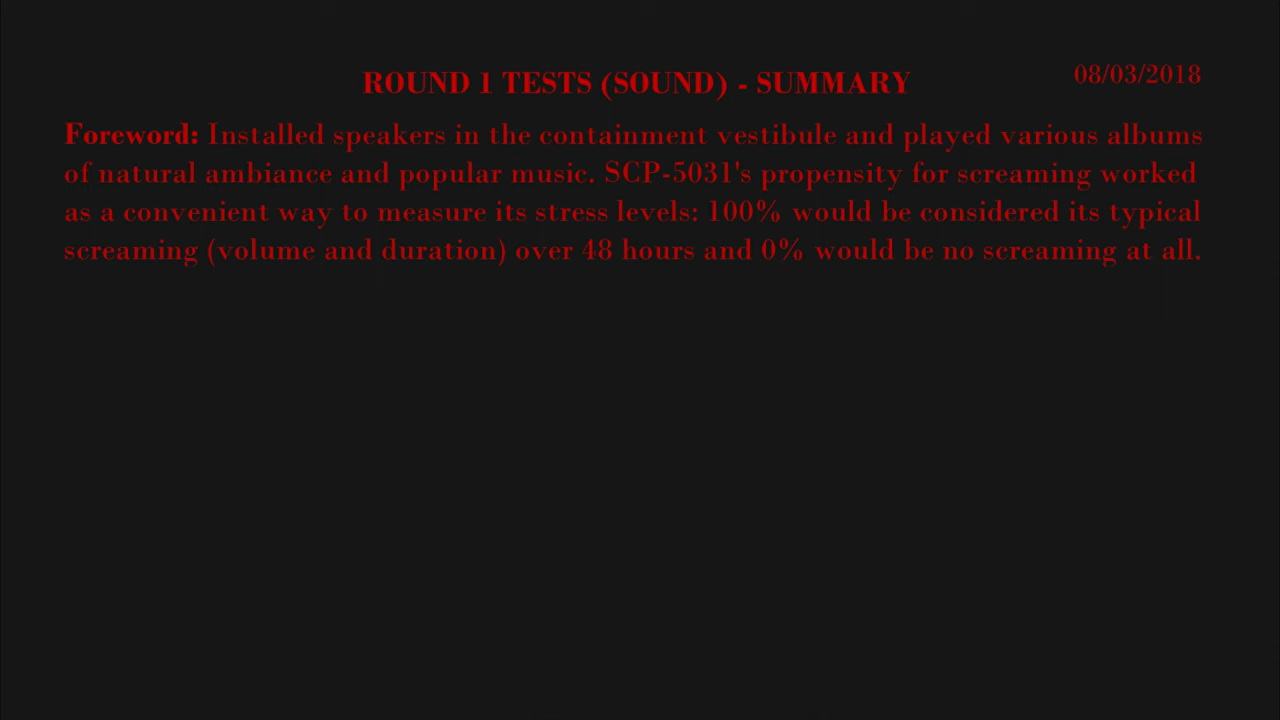 ROUND 1 TESTS (SOUND) - SUMMARY
08/03/2018
Foreword: Installed speakers in the containment vestibule and played various albums
of natural ambiance and popular music. SCP-5031's propensity for screaming worked
as a convenient way to measure its stress levels: 100% would be considered its typical
screaming (volume and duration) over 48 hours and 0% would be no screaming at all.